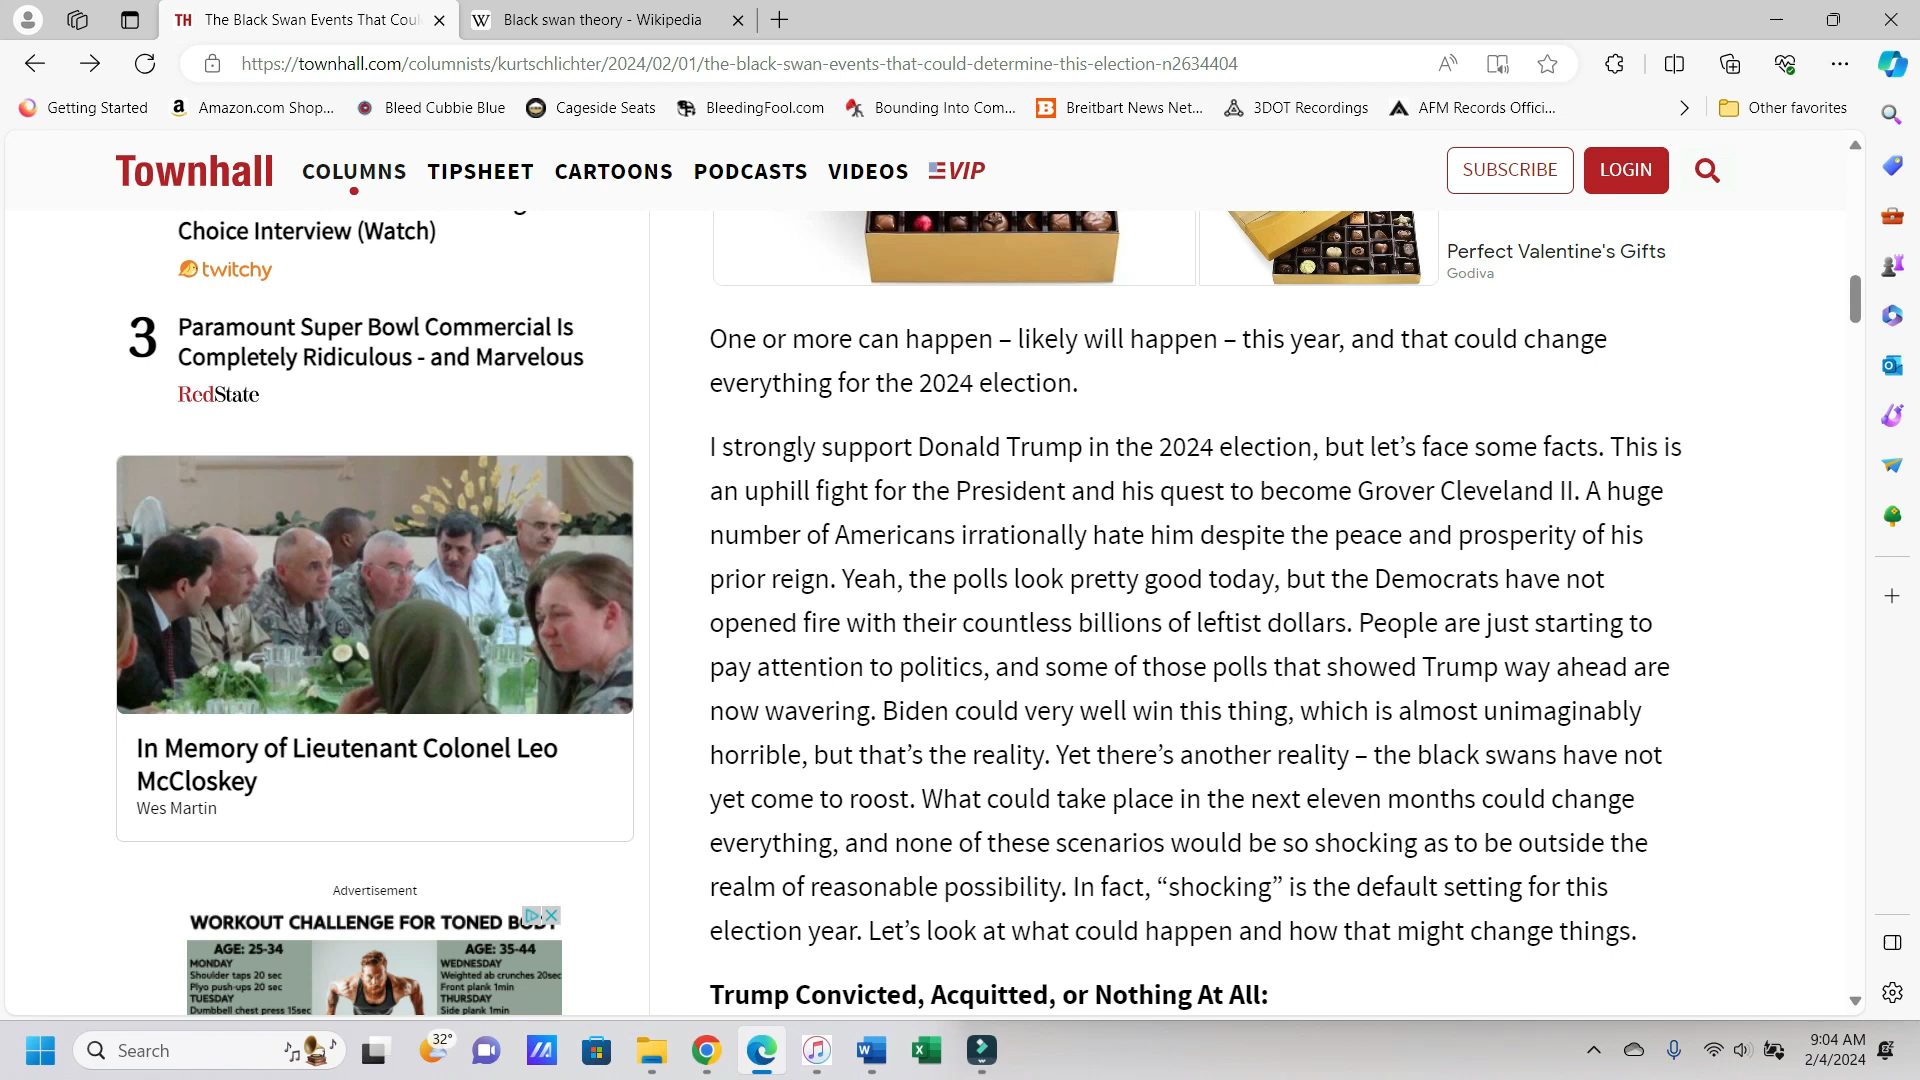 TH The Black Swan Events That Coul
W Black swan theory - Wikipedia
https://townhall.com/columnists/kurtschlichter/2024/02/01/the-black-swan-events-that-could-determine-this-election-n2634404
Getting Started
a Amazon.com Shop...
Bleed Cubbie Blue
Cageside Seats
BleedingFool.com
Bounding Into Com...
B Breitbart News Net...
3DOT Recordings
AFM Records Offici...
Other favorites
Townhall
COLUMNS
TIPSHEET
CARTOONS
PODCASTS
VIDEOS
VIP
SUBSCRIBE
LOGIN
Choice Interview (Watch)
twitchy
3 Paramount Super Bowl Commercial Is
Completely Ridiculous - and Marvelous
RedState
In Memory of Lieutenant Colonel Leo
McCloskey
Wes Martin
Advertisement
WORKOUT CHALLENGE FOR TONED
AGE: 25-34
MONDAY
Shoulder taps 20 sec
Plyo push-ups 20 sec
TUESDAY
Dumbbell chest press 15sec
AGE: 35-44
WEDNESDAY
Weighted ab crunches 20sec
Front plank 1min
THURSDAY
Side plank 1min
Perfect Valentine's Gifts
Godiva
One or more can happen – likely will happen – this year, and that could change
everything for the 2024 election.
I strongly support Donald Trump in the 2024 election, but let’s face some facts. This is
an uphill fight for the President and his quest to become Grover Cleveland II. A huge
number of Americans irrationally hate him despite the peace and prosperity of his
prior reign. Yeah, the polls look pretty good today, but the Democrats have not
opened fire with their countless billions of leftist dollars. People are just starting to
pay attention to politics, and some of those polls that showed Trump way ahead are
now wavering. Biden could very well win this thing, which is almost unimaginably
horrible, but that’s the reality. Yet there’s another reality – the black swans have not
yet come to roost. What could take place in the next eleven months could change
everything, and none of these scenarios would be so shocking as to be outside the
realm of reasonable possibility. In fact, “shocking” is the default setting for this
election year. Let’s look at what could happen and how that might change things.
Trump Convicted, Acquitted, or Nothing At All:
Search
32°
9:04 AM
2/4/2024